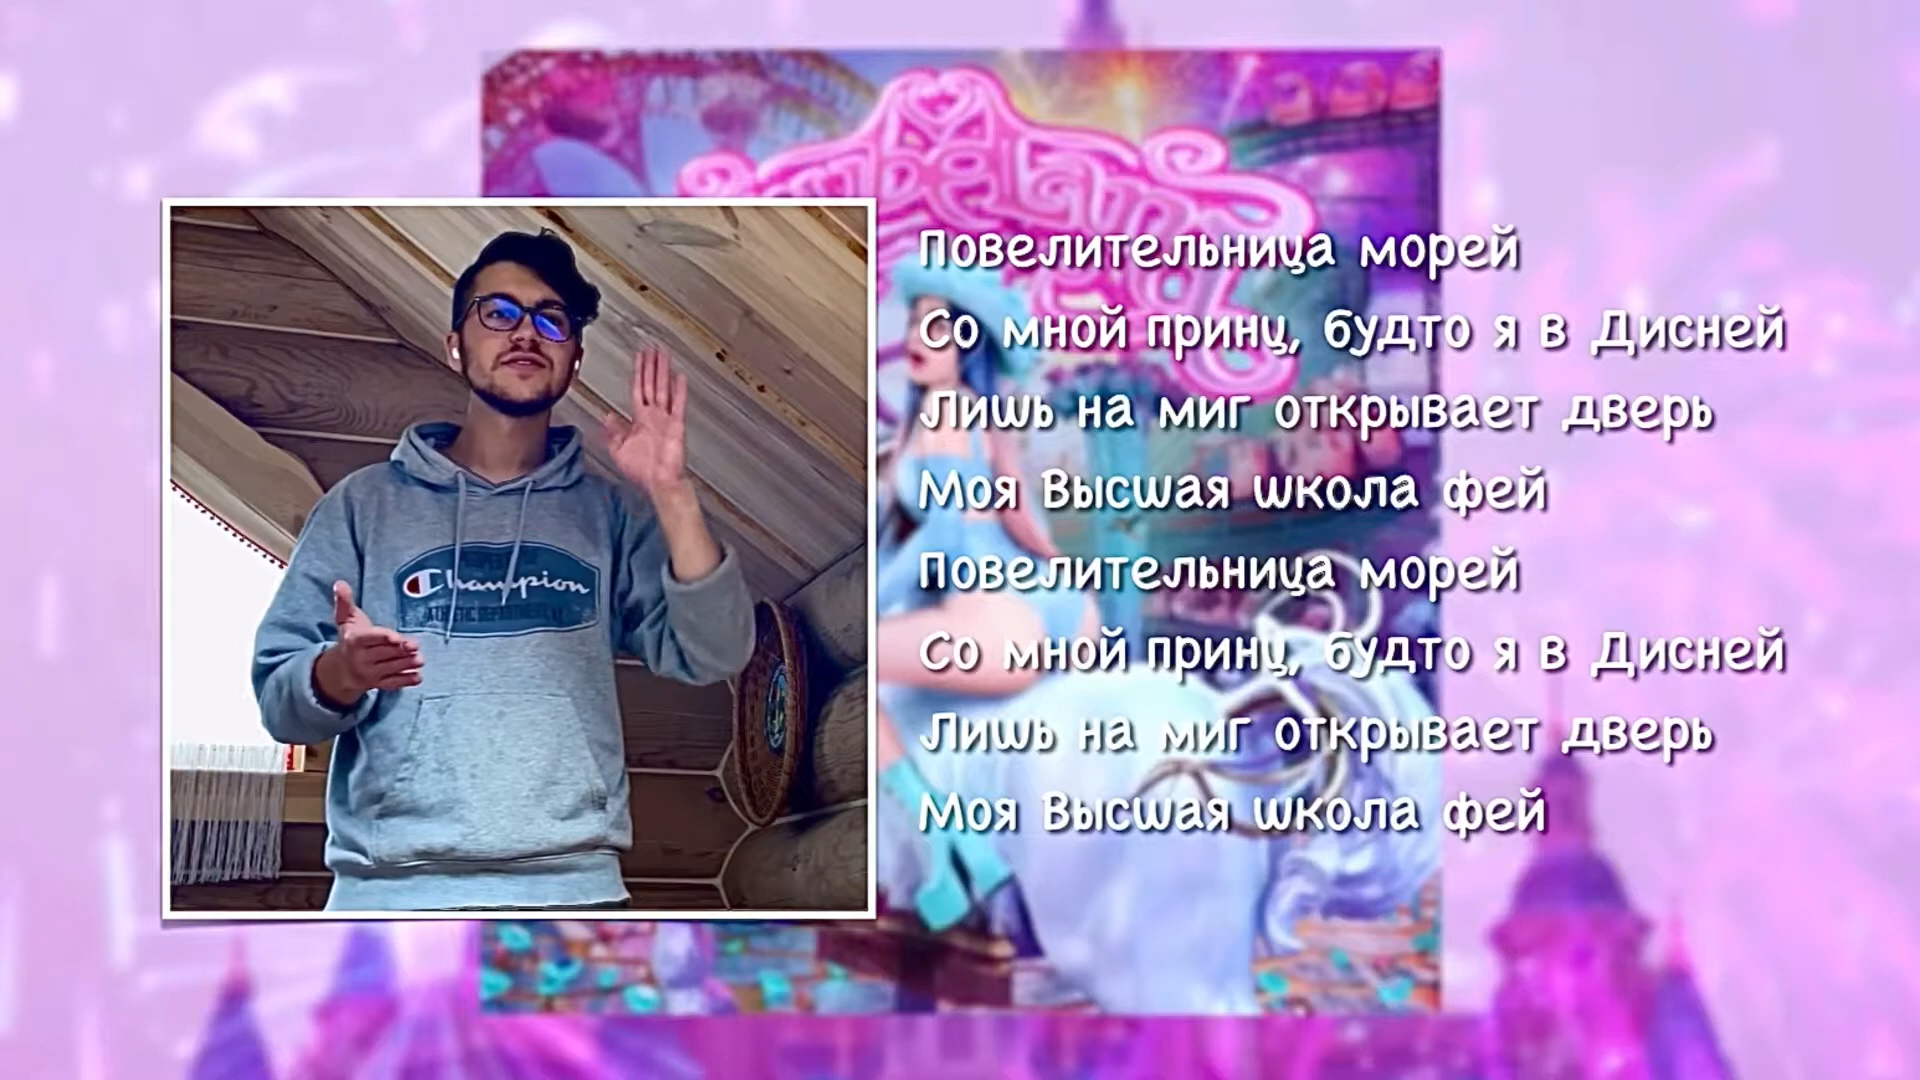 Повелительница морей
Со мной принц, будто я в Дисней
Лишь на миг открывает дверь
Моя Высшая школа фей
Повелительница морей
Со мной принц, будто я в Дисней
Лишь на миг открывает дверь
Моя Высшая школа фей
Champion